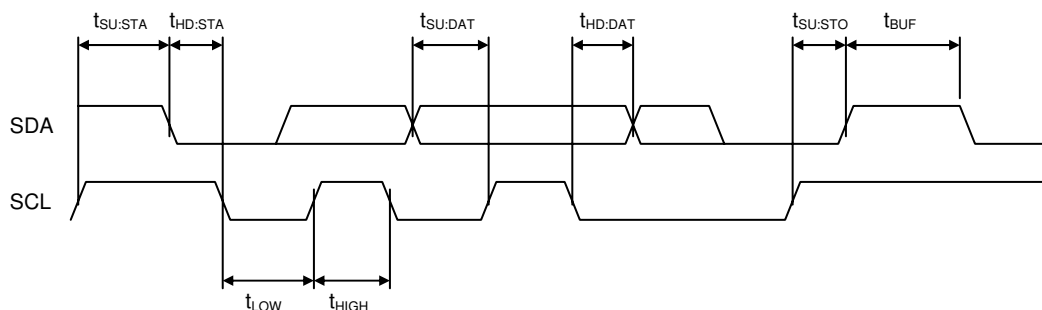 tSU:STA tHD:STA tSU:DAT tHD:DAT tSU:STO tBUF
SDA
SCL
tLOW tHIGH